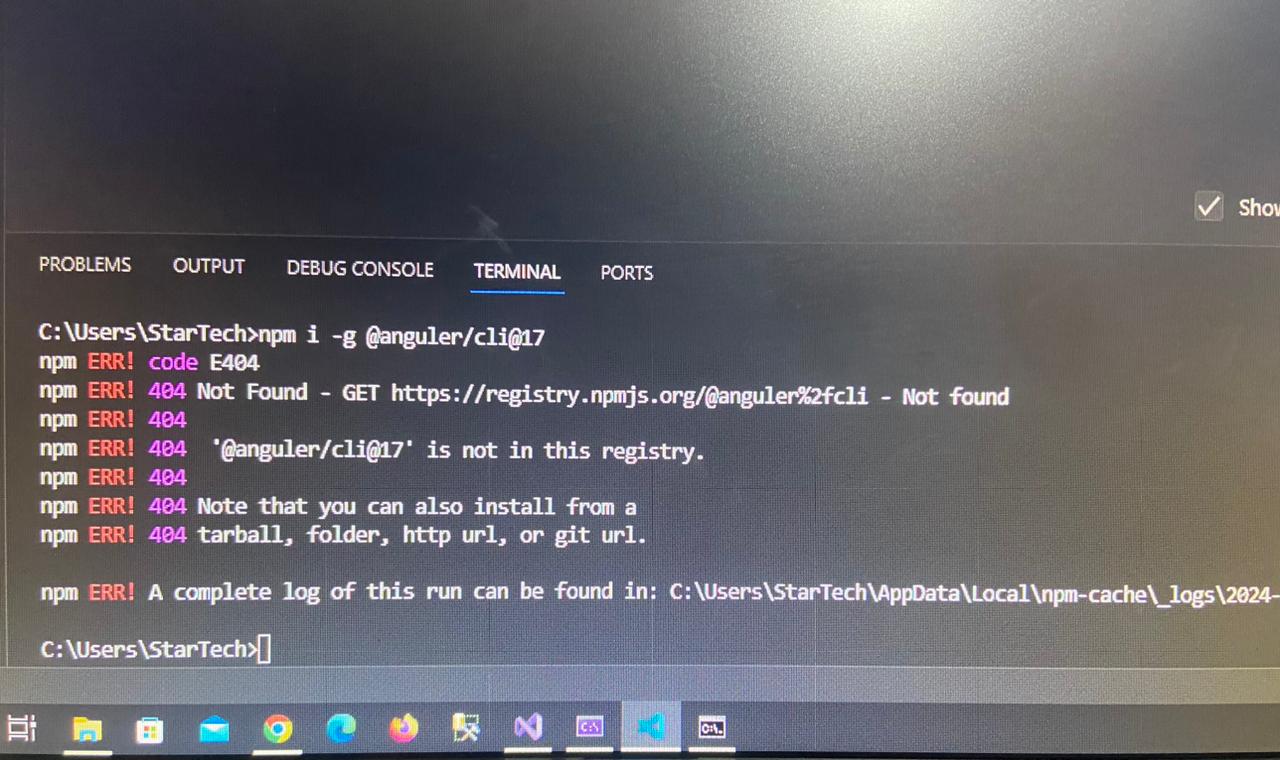 Show
PROBLEMS OUTPUT DEBUG CONSOLE TERMINAL PORTS
C:\Users\StarTech>npm i -g @anguler/cli@17
npm ERR! code E404
npm ERR! 404 Not Found - GET https://registry.npmjs.org/@anguler%2fcli - Not found
npm ERR! 404
npm ERR! 404  '@anguler/cli@17' is not in this registry.
npm ERR! 404
npm ERR! 404 Note that you can also install from a
npm ERR! 404 tarball, folder, http url, or git url.
npm ERR! A complete log of this run can be found in: C:\Users\StarTech\AppData\Local\npm-cache\_logs\2024-
C:\Users\StarTech>
C:\ C:\.